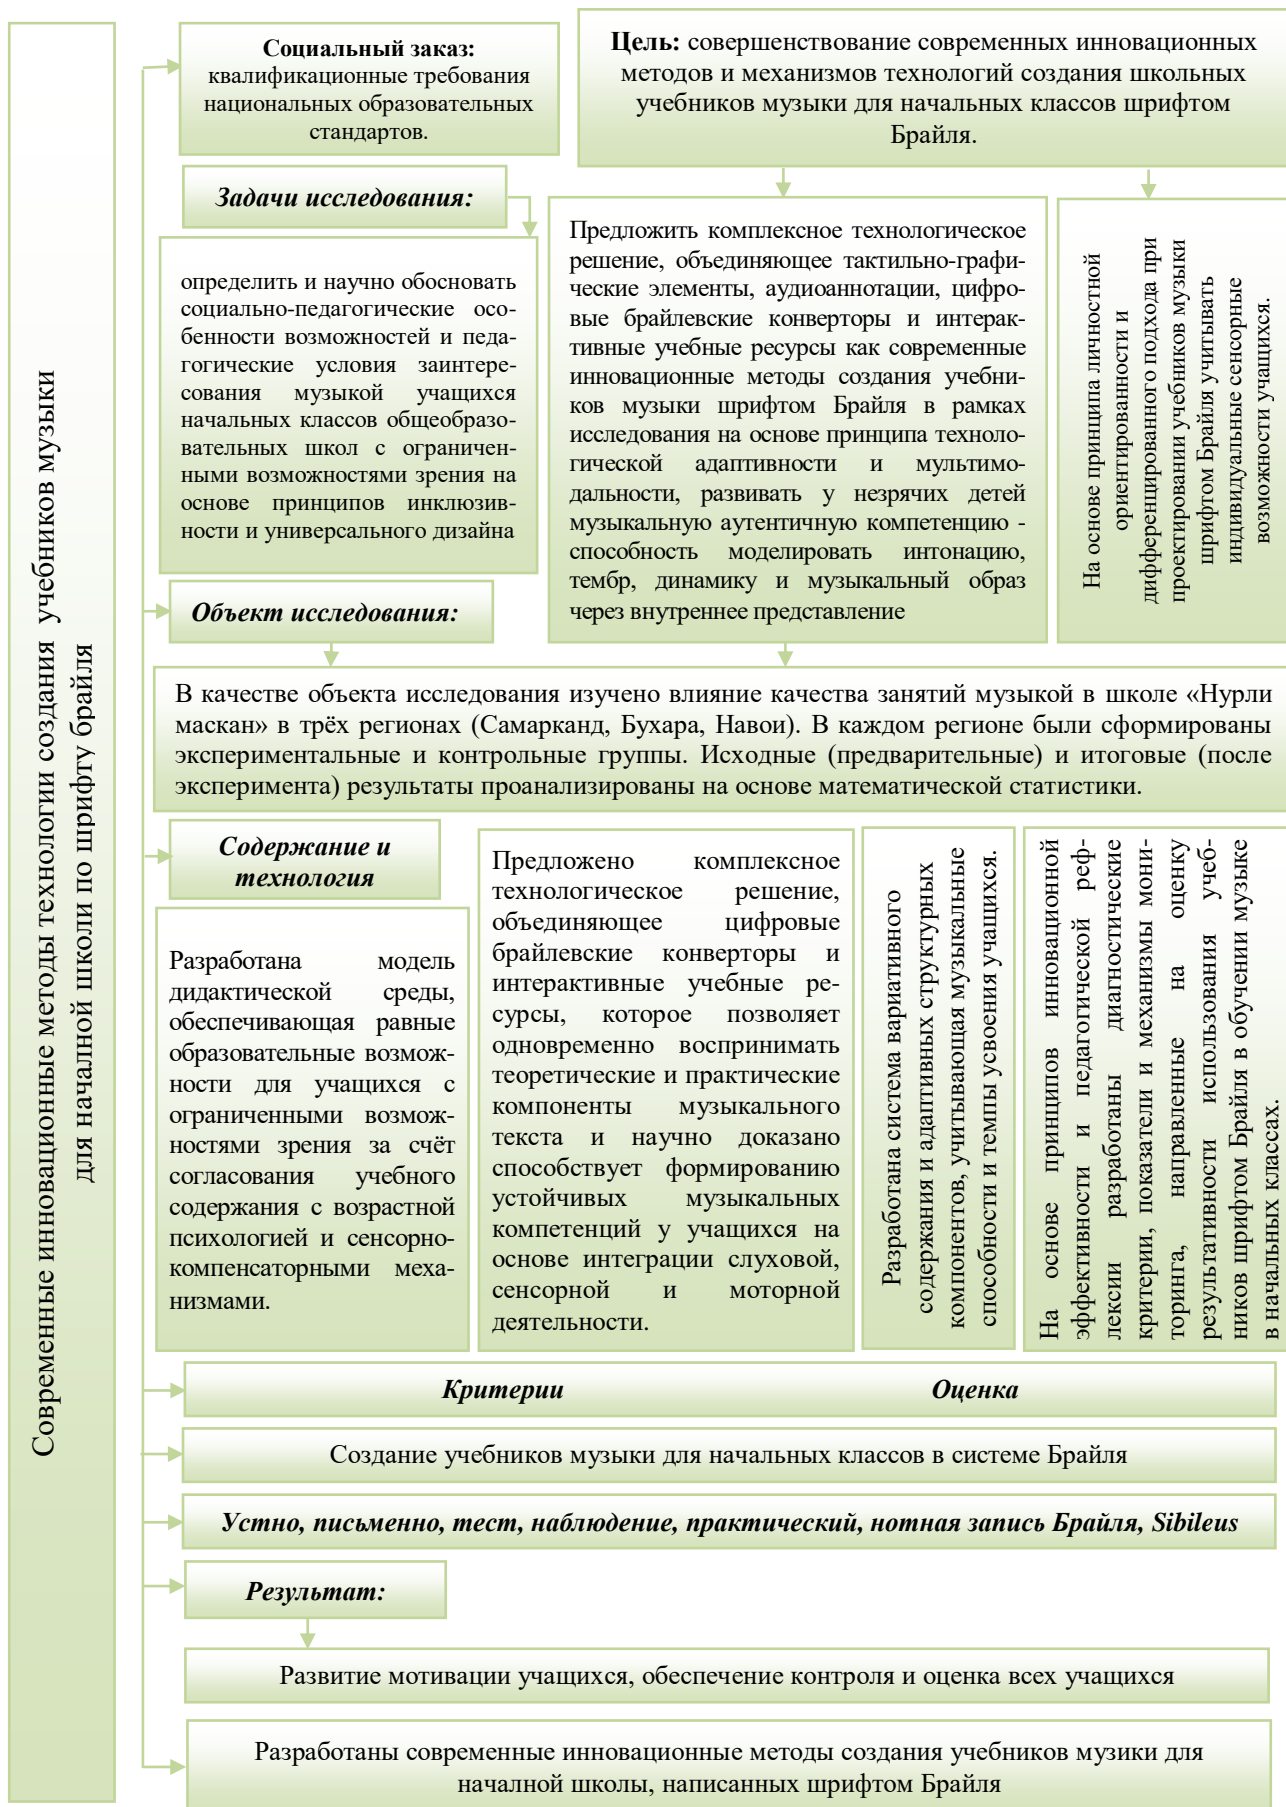 Современные инновационные методы технологии создания учебников музыки
для началной школи по шрифту брайля
Социальный заказ:
квалификационные требования
национальных образовательных
стандартов.
Цель: совершенствование современных инновационных
методов и механизмов технологий создания школьных
учебников музыки для начальных классов шрифтом
Брайля.
Задачи исследования:
определить и научно обосновать
социально-педагогические осо-
бенности возможностей и педа-
гогические условия заинтере-
сования музыкой учащихся
начальных классов общеобразо-
вательных школ с ограничен-
ными возможностями зрения на
основе принципов инклюзив-
ности и универсального дизайна
Предложить комплексное технологическое
решение, объединяющее тактильно-графи-
ческие элементы, аудиоаннотации, цифро-
вые брайлевские конверторы и интерак-
тивные учебные ресурсы как современные
инновационные методы создания учебни-
ков музыки шрифтом Брайля в рамках
исследования на основе принципа техноло-
гической адаптивности и мультимо-
дальности, развивать у незрячих детей
музыкальную аутентичную компетенцию -
способность моделировать интонацию,
тембр, динамику и музыкальный образ
через внутреннее представление
На основе принципа личностной
ориентированности и
дифференцированного подхода при
проектировании учебников музыки
шрифтом Брайля учитывать
индивидуальные сенсорные
возможности учащихся.
Объект исследования:
В качестве объекта исследования изучено влияние качества занятий музыкой в школе «Нурли
маскан» в трёх регионах (Самарканд, Бухара, Навои). В каждом регионе были сформированы
экспериментальные и контрольные группы. Исходные (предварительные) и итоговые (после
эксперимента) результаты проанализированы на основе математической статистики.
Содержание и
технология
Разработана модель
дидактической среды,
обеспечивающая равные
образовательные возмож-
ности для учащихся с
ограниченными возмож-
ностями зрения за счёт
согласования учебного
содержания с возрастной
психологией и сенсорно-
компенсаторными меха-
низмами.
Предложено комплексное
технологическое решение,
объединяющее цифровые
брайлевские конверторы и
интерактивные учебные ре-
сурсы, которое позволяет
одновременно воспринимать
теоретические и практические
компоненты музыкального
текста и научно доказано
способствует формированию
устойчивых музыкальных
компетенций у учащихся на
основе интеграции слуховой,
сенсорной и моторной
деятельности.
Разработана система вариативного
содержания и адаптивных структурных
компонентов, учитывающая музыкальные
способности и темпы усвоения учащихся.
На основе принципов инновационной
эффективности и педагогической реф-
лексии разработаны диагностические
критерии, показатели и механизмы мони-
торинга, направленные на оценку
результативности использования учеб-
ников шрифтом Брайля в обучении музыке
в начальных классах.
Критерии Оценка
Создание учебников музыки для начальных классов в системе Брайля
Устно, письменно, тест, наблюдение, практический, нотная запись Брайля, Sibileus
Результат:
Развитие мотивации учащихся, обеспечение контроля и оценка всех учащихся
Разработаны современные инновационные методы создания учебников музики для
началной школы, написанных шрифтом Брайля